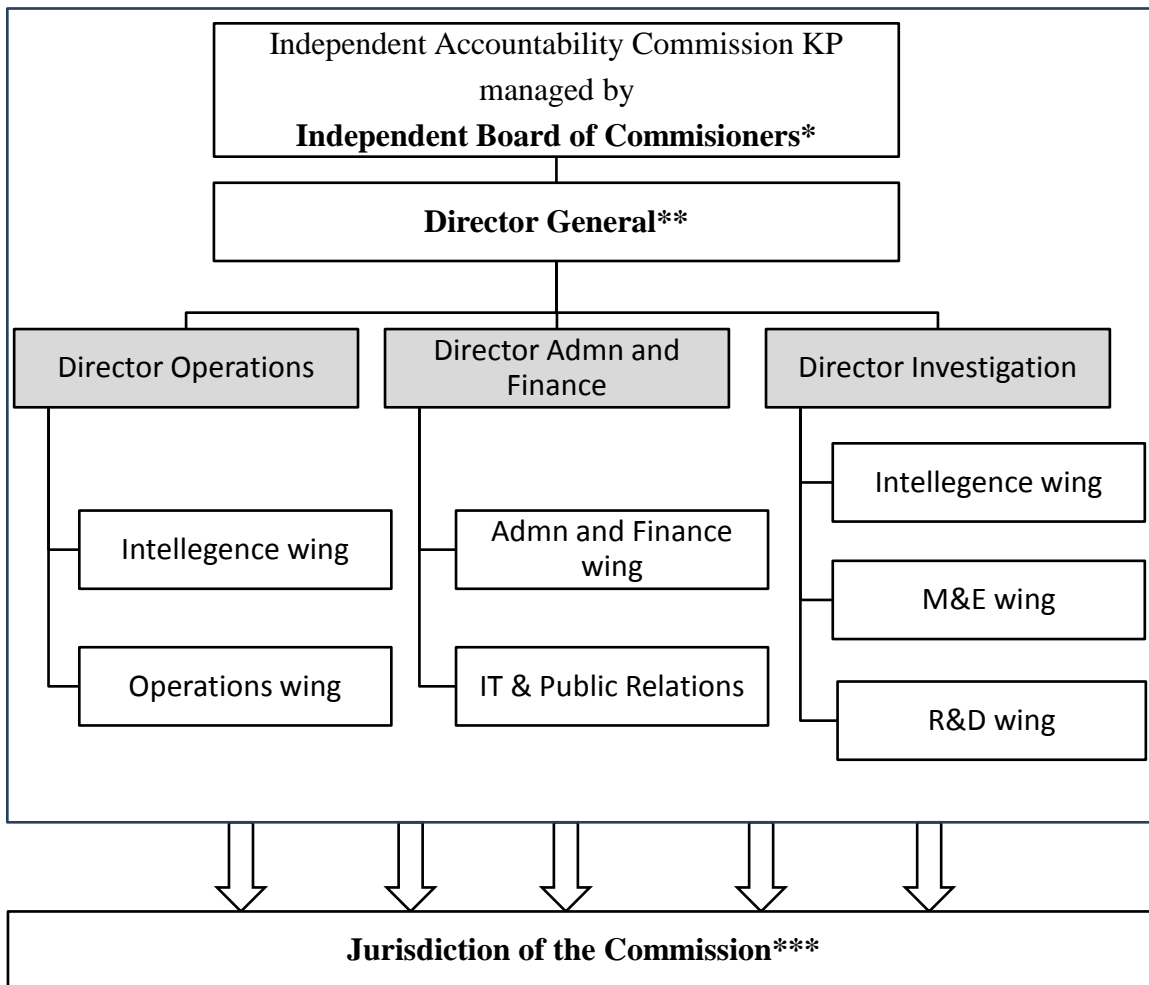 Independent Accountability Commission KP
managed by
Independent Board of Commisioners*
Director General**
Director Operations
Director Admn and
Finance
Director Investigation
Intellegence wing
Operations wing
Admn and Finance
wing
IT & Public Relations
Intellegence wing
M&E wing
R&D wing
Jurisdiction of the Commission***